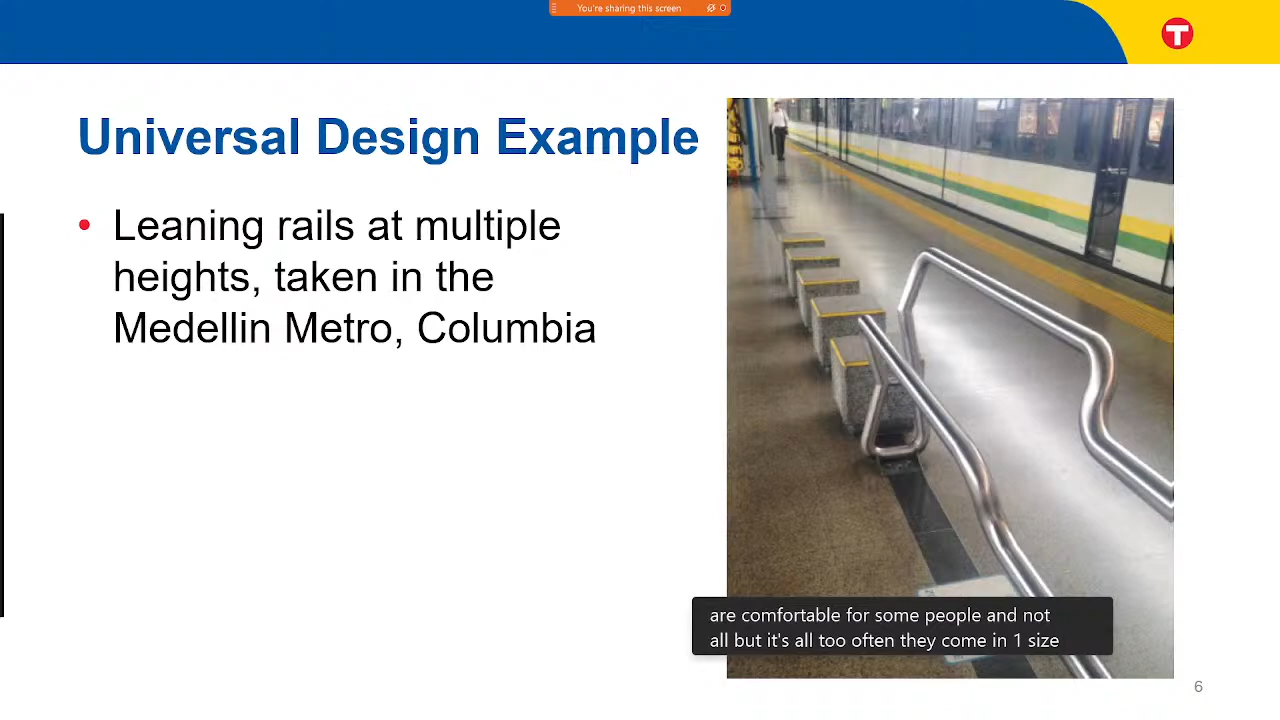 You're sharing this screen
T
Universal Design Example
• Leaning rails at multiple
heights, taken in the
Medellin Metro, Columbia
are comfortable for some people and not
all but it's all too often they come in 1 size
6